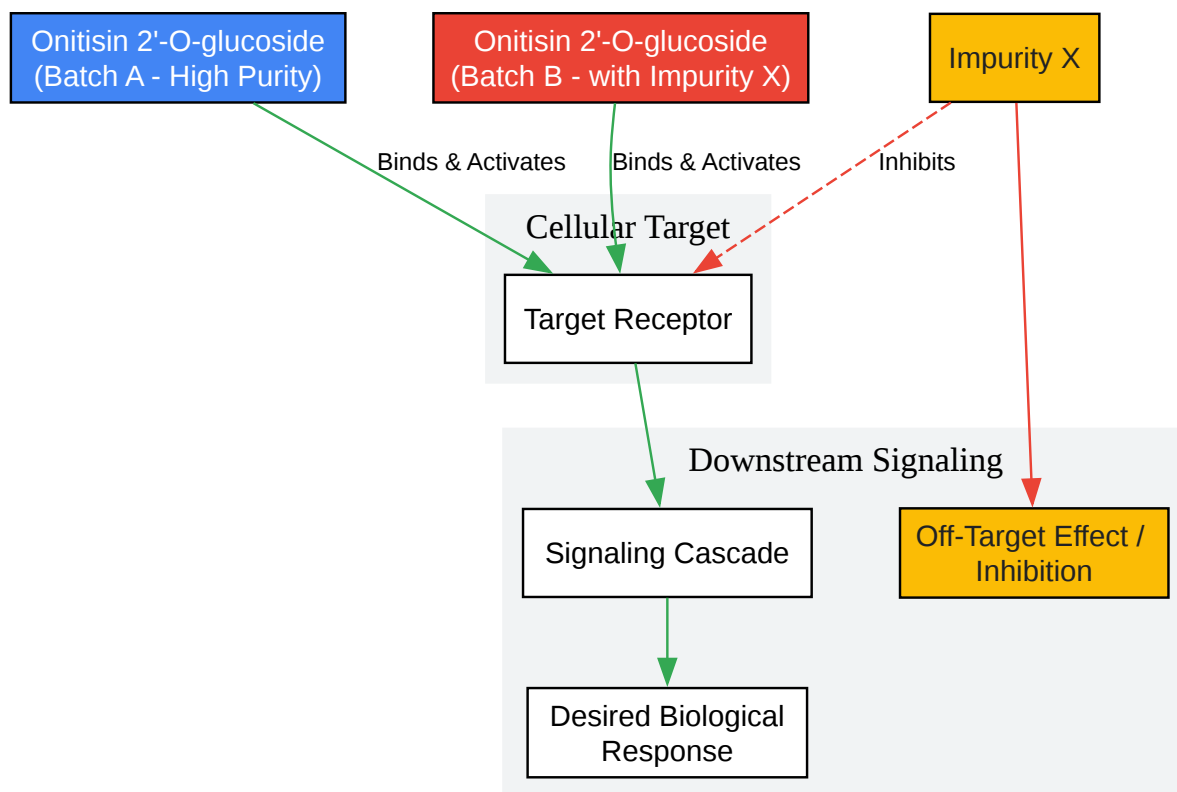 Onitisin 2'-O-glucoside
(Batch A - High Purity)
Onitisin 2'-O-glucoside
(Batch B - with Impurity X)
Impurity X
Binds & Activates
Binds & Activates
Inhibits
Cellular Target
Target Receptor
Downstream Signaling
Signaling Cascade
Off-Target Effect /
Inhibition
Desired Biological
Response